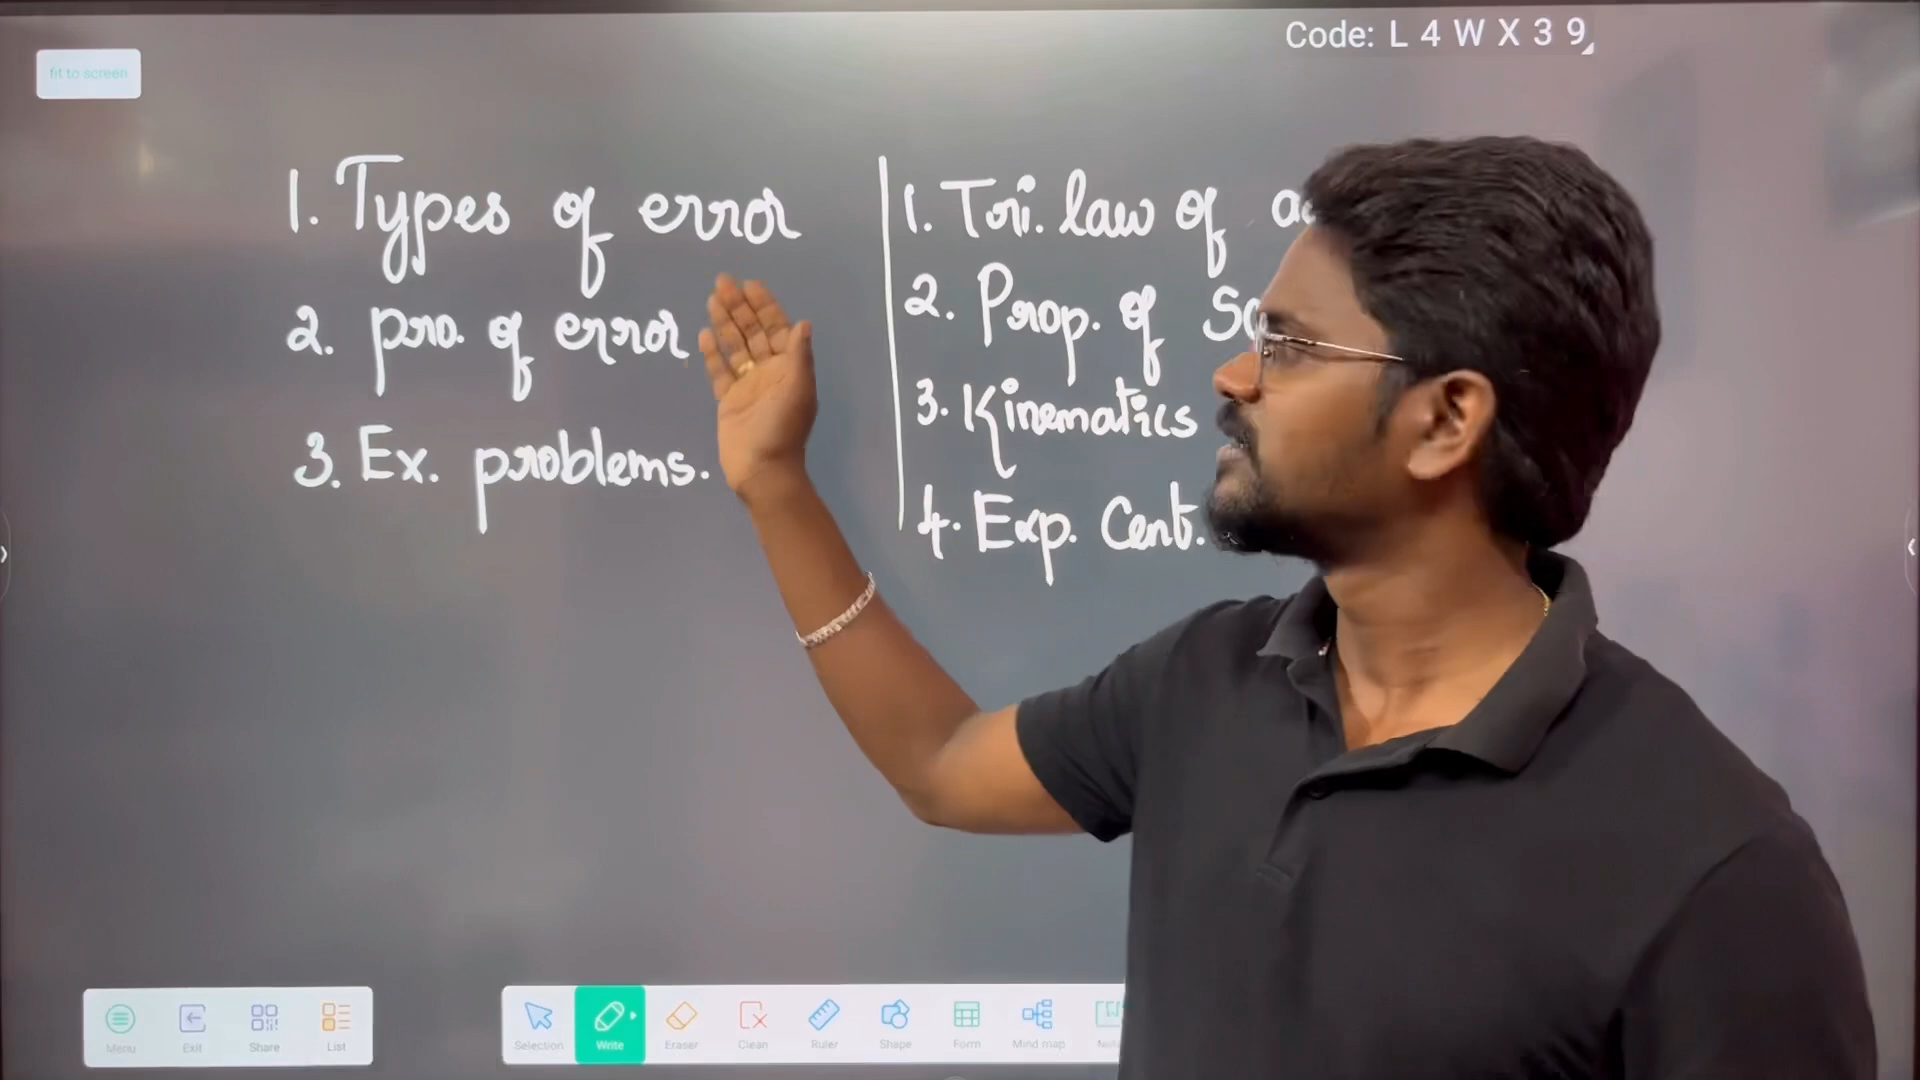 Code: L 4 W X 3 9
fit to screen
1. Types of error
2. pro. of error
3. Ex. problems.
1. Tri. law of
2. Prop. of
3. Kinematics
4. Exp. Cent.
Menu
Exit
Share
List
Selection
Write
Eraser
Clean
Ruler
Shape
Form
Mind map